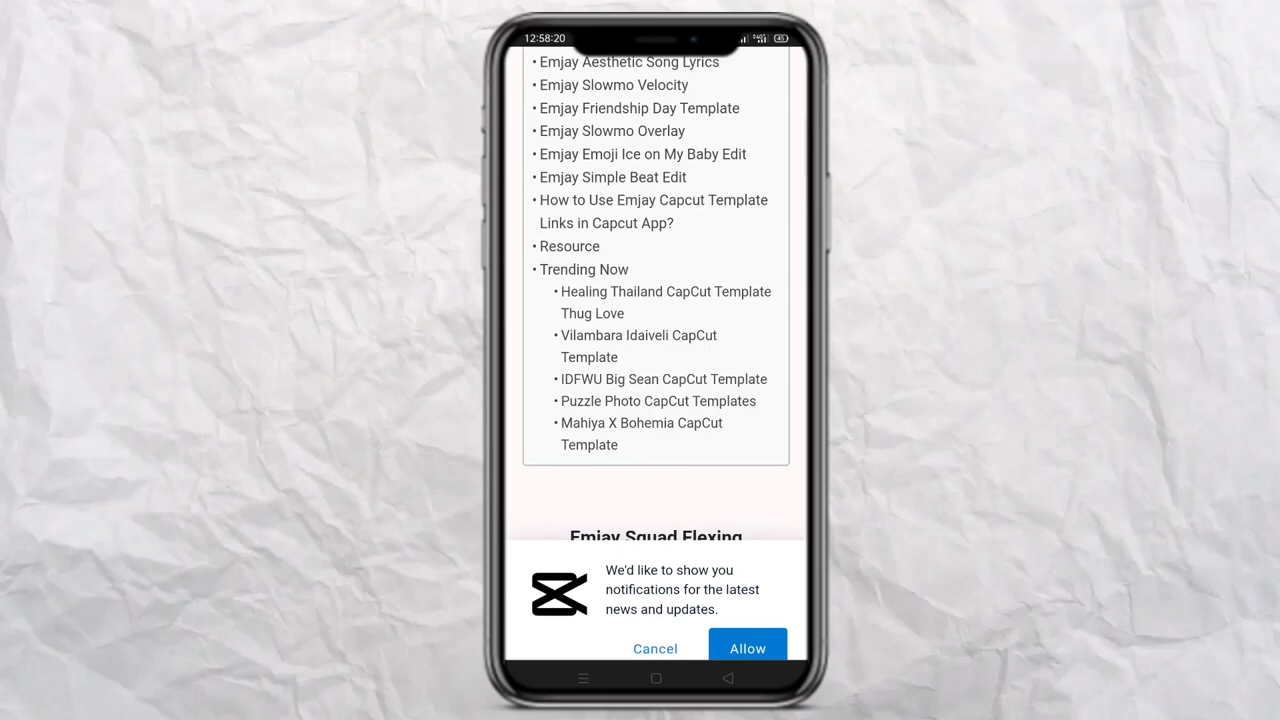 12:58:20
45
• Emjay Aesthetic Song Lyrics
• Emjay Slowmo Velocity
• Emjay Friendship Day Template
• Emjay Slowmo Overlay
• Emjay Emoji Ice on My Baby Edit
• Emjay Simple Beat Edit
• How to Use Emjay Capcut Template
Links in Capcut App?
• Resource
• Trending Now
• Healing Thailand CapCut Template
Thug Love
• Vilambara Idaiveli CapCut
Template
• IDFWU Big Sean CapCut Template
• Puzzle Photo CapCut Templates
• Mahiya X Bohemia CapCut
Template
Emjay Squad Flexing
We'd like to show you
notifications for the latest
news and updates.
Cancel Allow